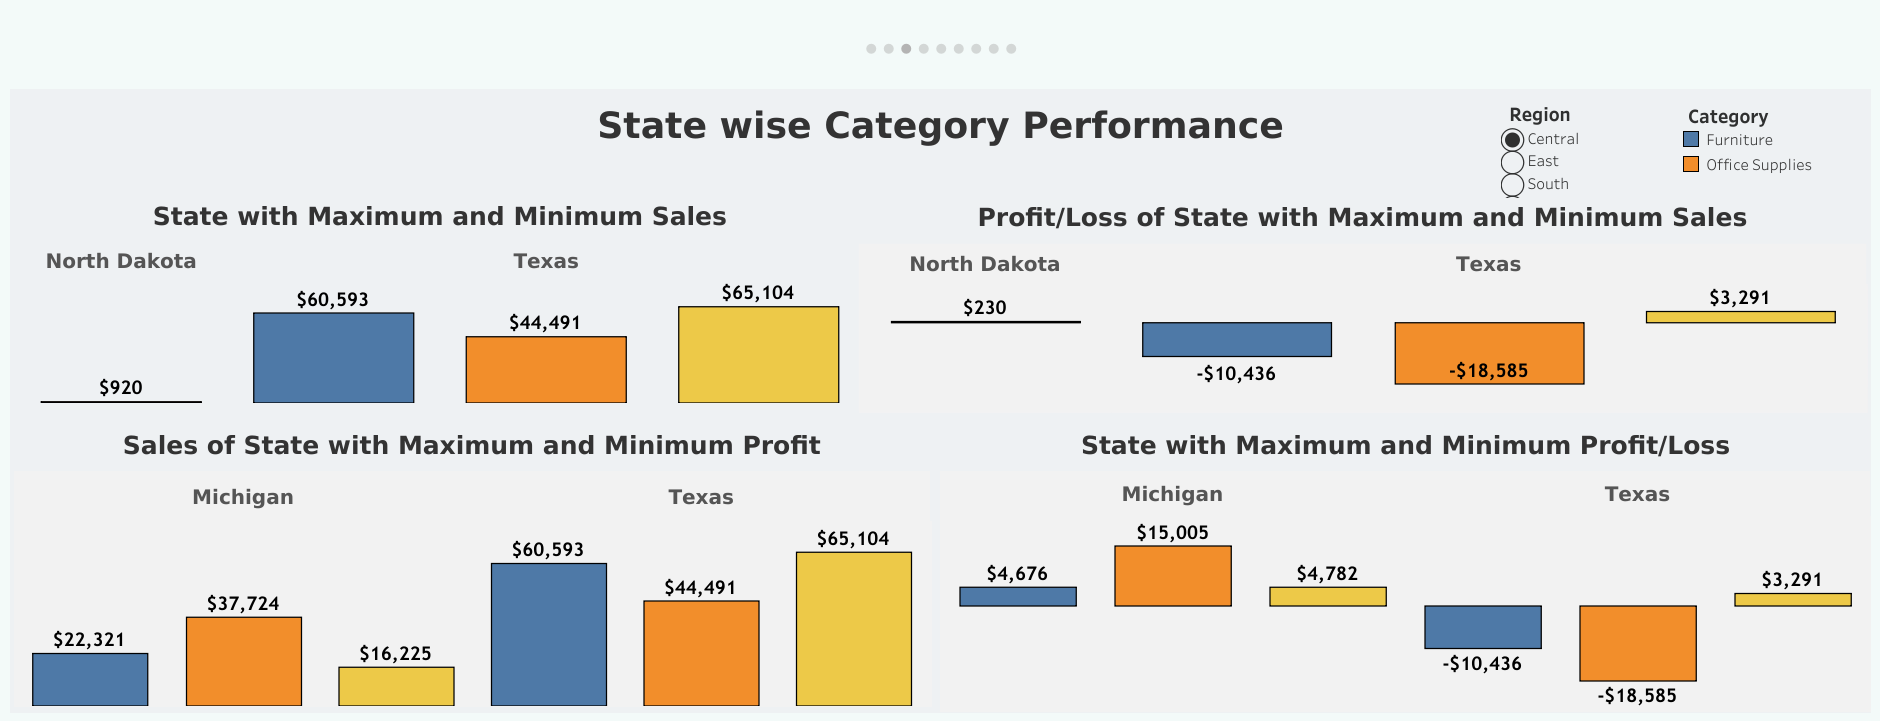 State wise Category Performance
Region
Central
East
South
Category
Furniture
Office Supplies
State with Maximum and Minimum Sales
North Dakota
Texas
$920
$60,593
$44,491
$65,104
Profit/Loss of State with Maximum and Minimum Sales
North Dakota
Texas
$230
-$10,436
-$18,585
$3,291
Sales of State with Maximum and Minimum Profit
Michigan
Texas
$22,321
$37,724
$16,225
$60,593
$44,491
$65,104
State with Maximum and Minimum Profit/Loss
Michigan
Texas
$4,676
$15,005
$4,782
-$10,436
-$18,585
$3,291